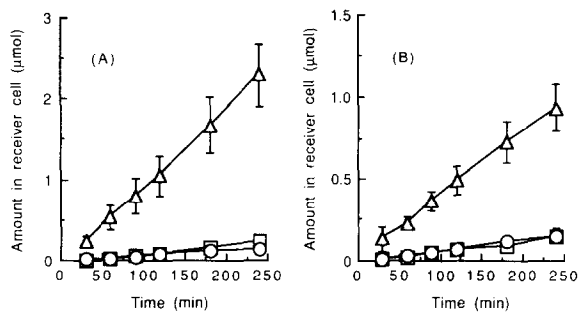 3
2
1
0
Amount in receiver cell (μmol)
(A)
0 50 100 150 200 250
Time (min)
1.5
1.0
0.5
0
Amount in receiver cell (μmol)
(B)
0 50 100 150 200 250
Time (min)